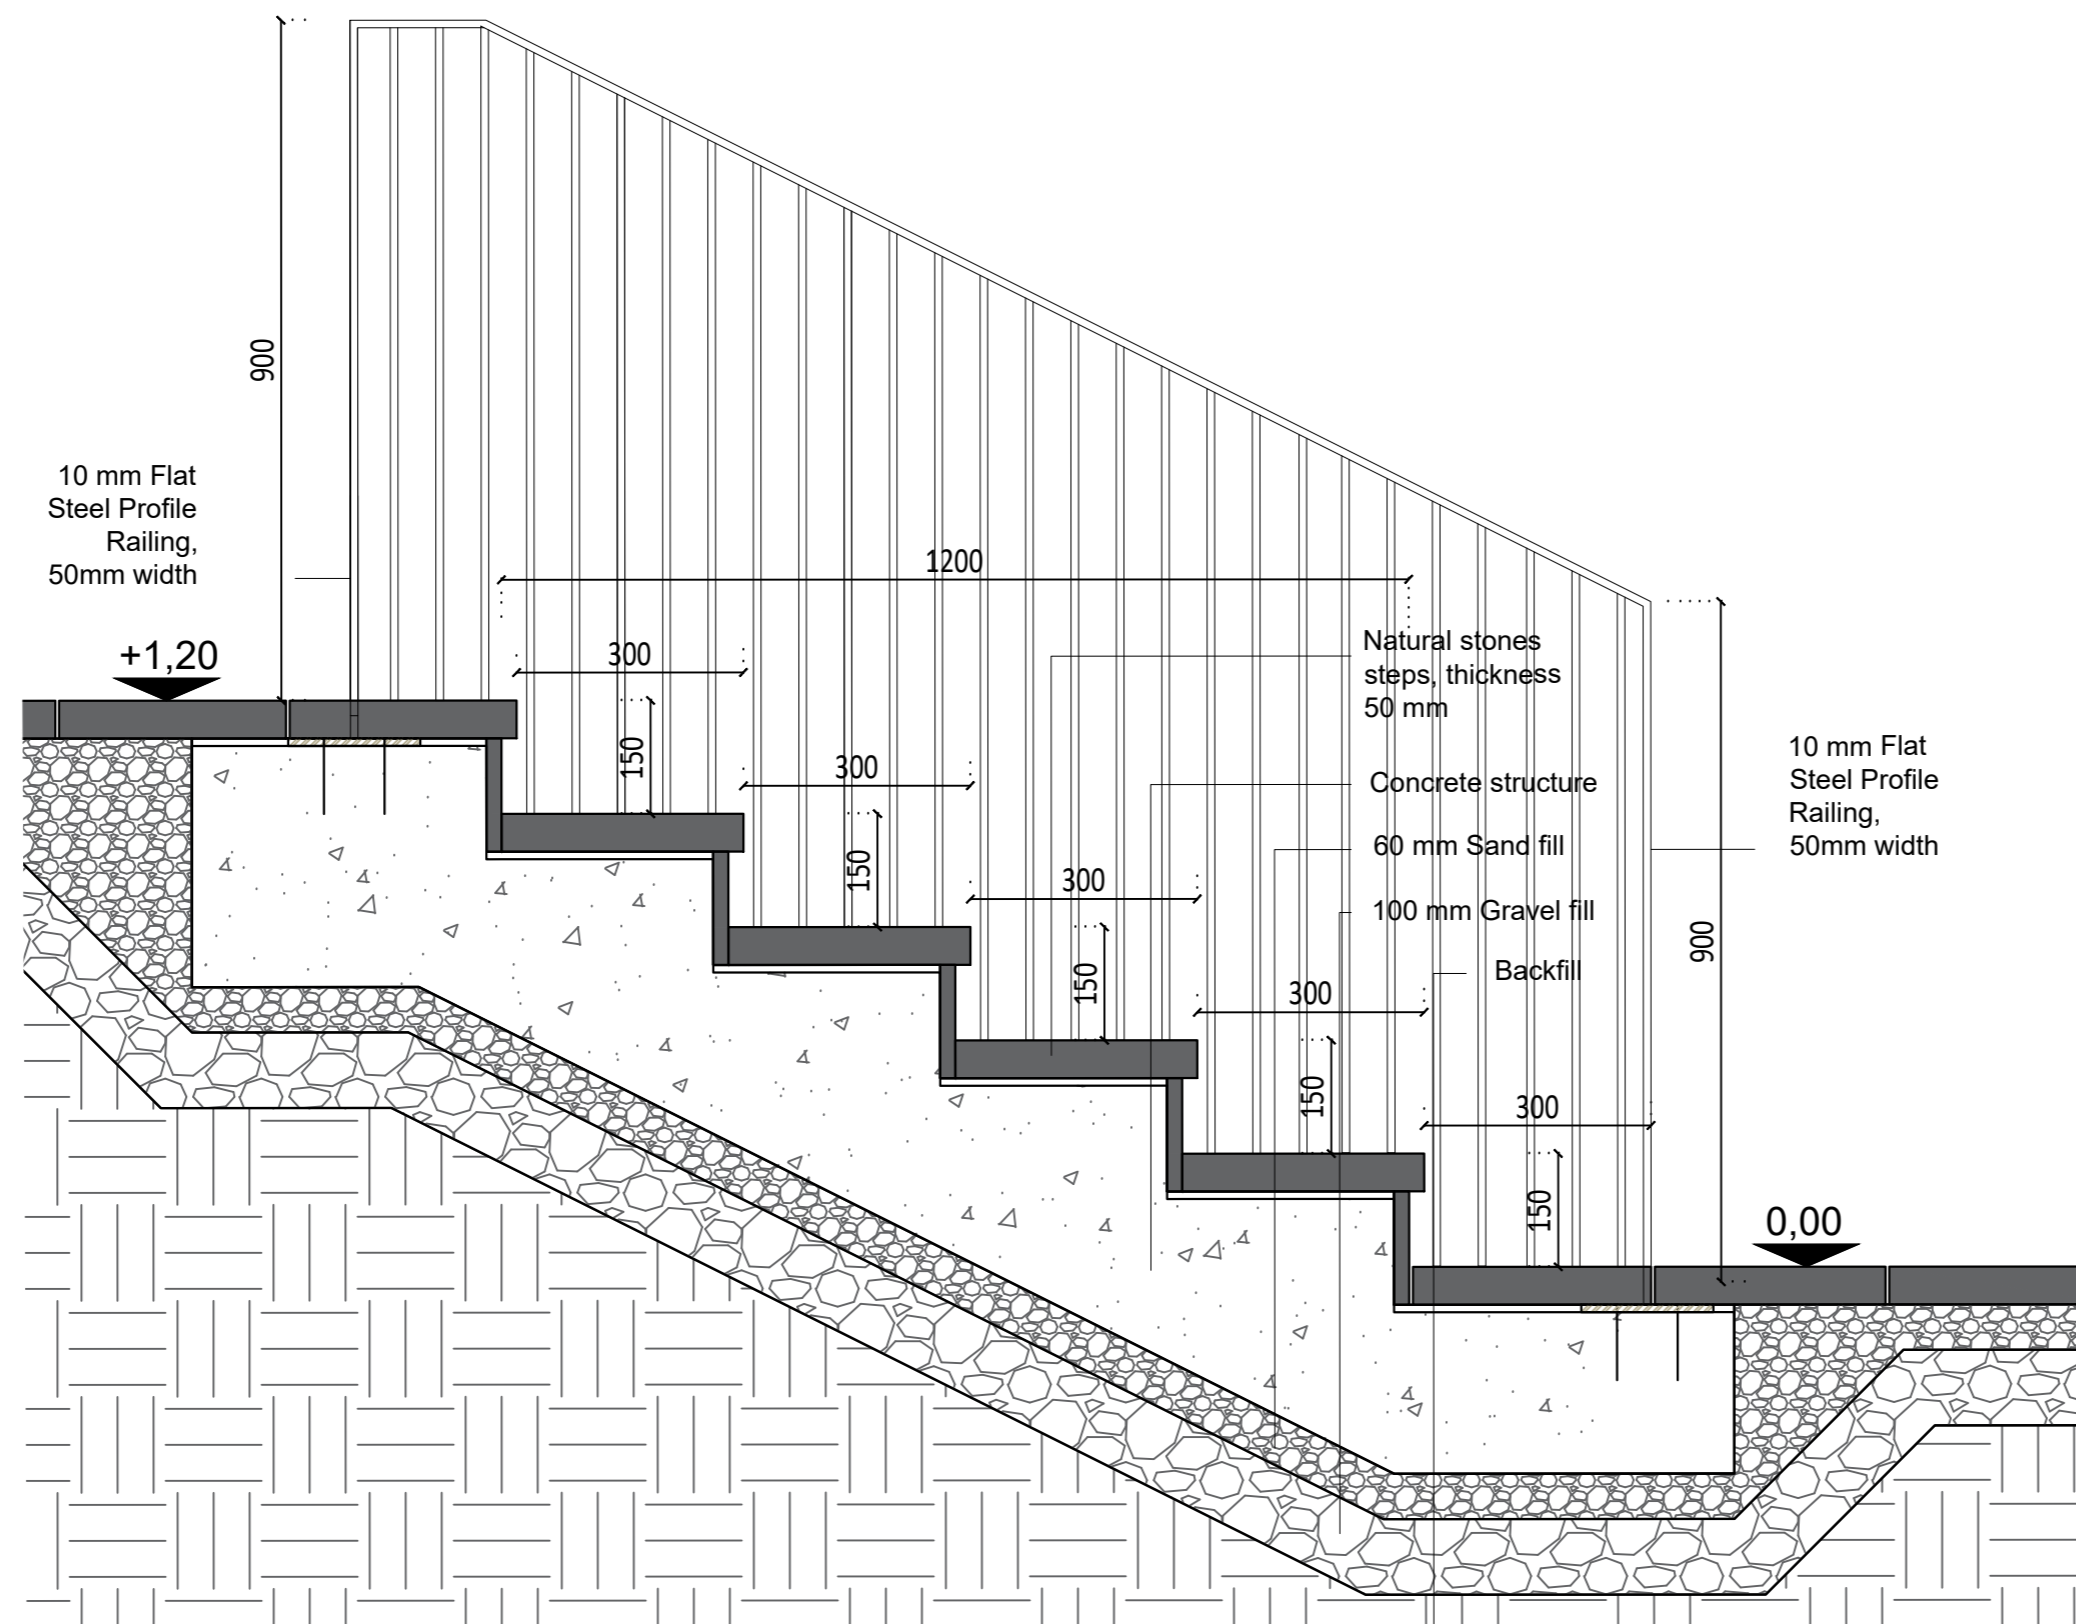 900
10 mm Flat
Steel Profile
Railing,
50mm width
+1,20
1200
300
150
300
150
300
150
300
150
300
150
Natural stones
steps, thickness
50 mm
Concrete structure
60 mm Sand fill
100 mm Gravel fill
Backfill
10 mm Flat
Steel Profile
Railing,
50mm width
900
0,00